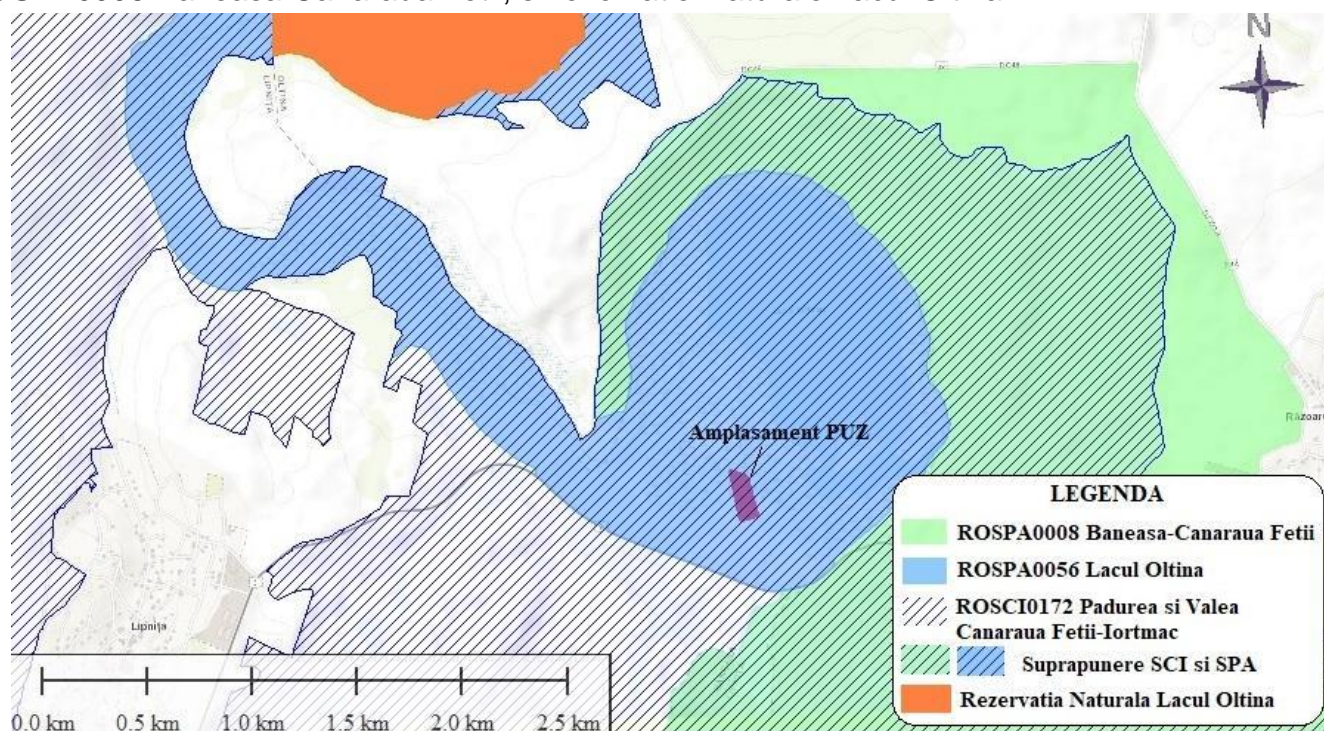 N
OLTINA
LIPNIȚA
Amplasament PUZ
Lipnița
LEGENDA
ROSPA0008 Baneasa-Canaraua Fetii
ROSPA0056 Lacul Oltina
ROSCI0172 Padurea si Valea
Canaraua Fetii-Iortmac
Suprapunere SCI si SPA
Rezervatia Naturala Lacul Oltina
0.0 km 0.5 km 1.0 km 1.5 km 2.0 km 2.5 km